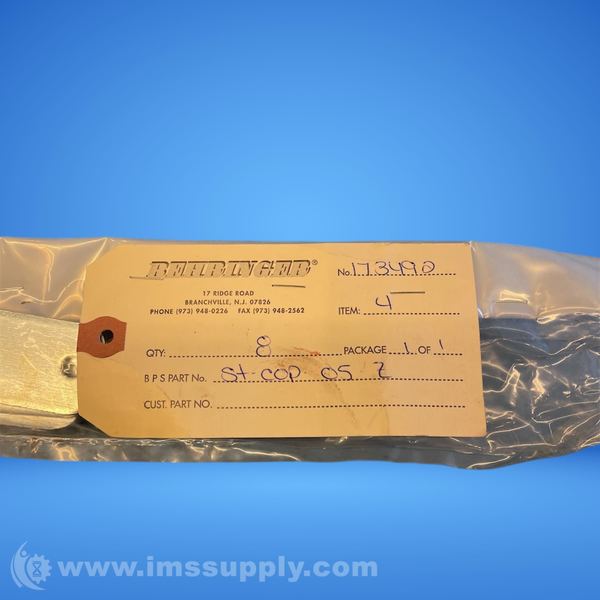 BEHRINGER®
17 RIDGE ROAD
BRANCHVILLE, N.J. 07826
PHONE (973) 948-0226 FAX (973) 948-2562
No. 173490
ITEM: 4
QTY: 8 PACKAGE 1 OF 1
B P S PART No. St cop 05 Z
CUST. PART NO.
www.imssupply.com